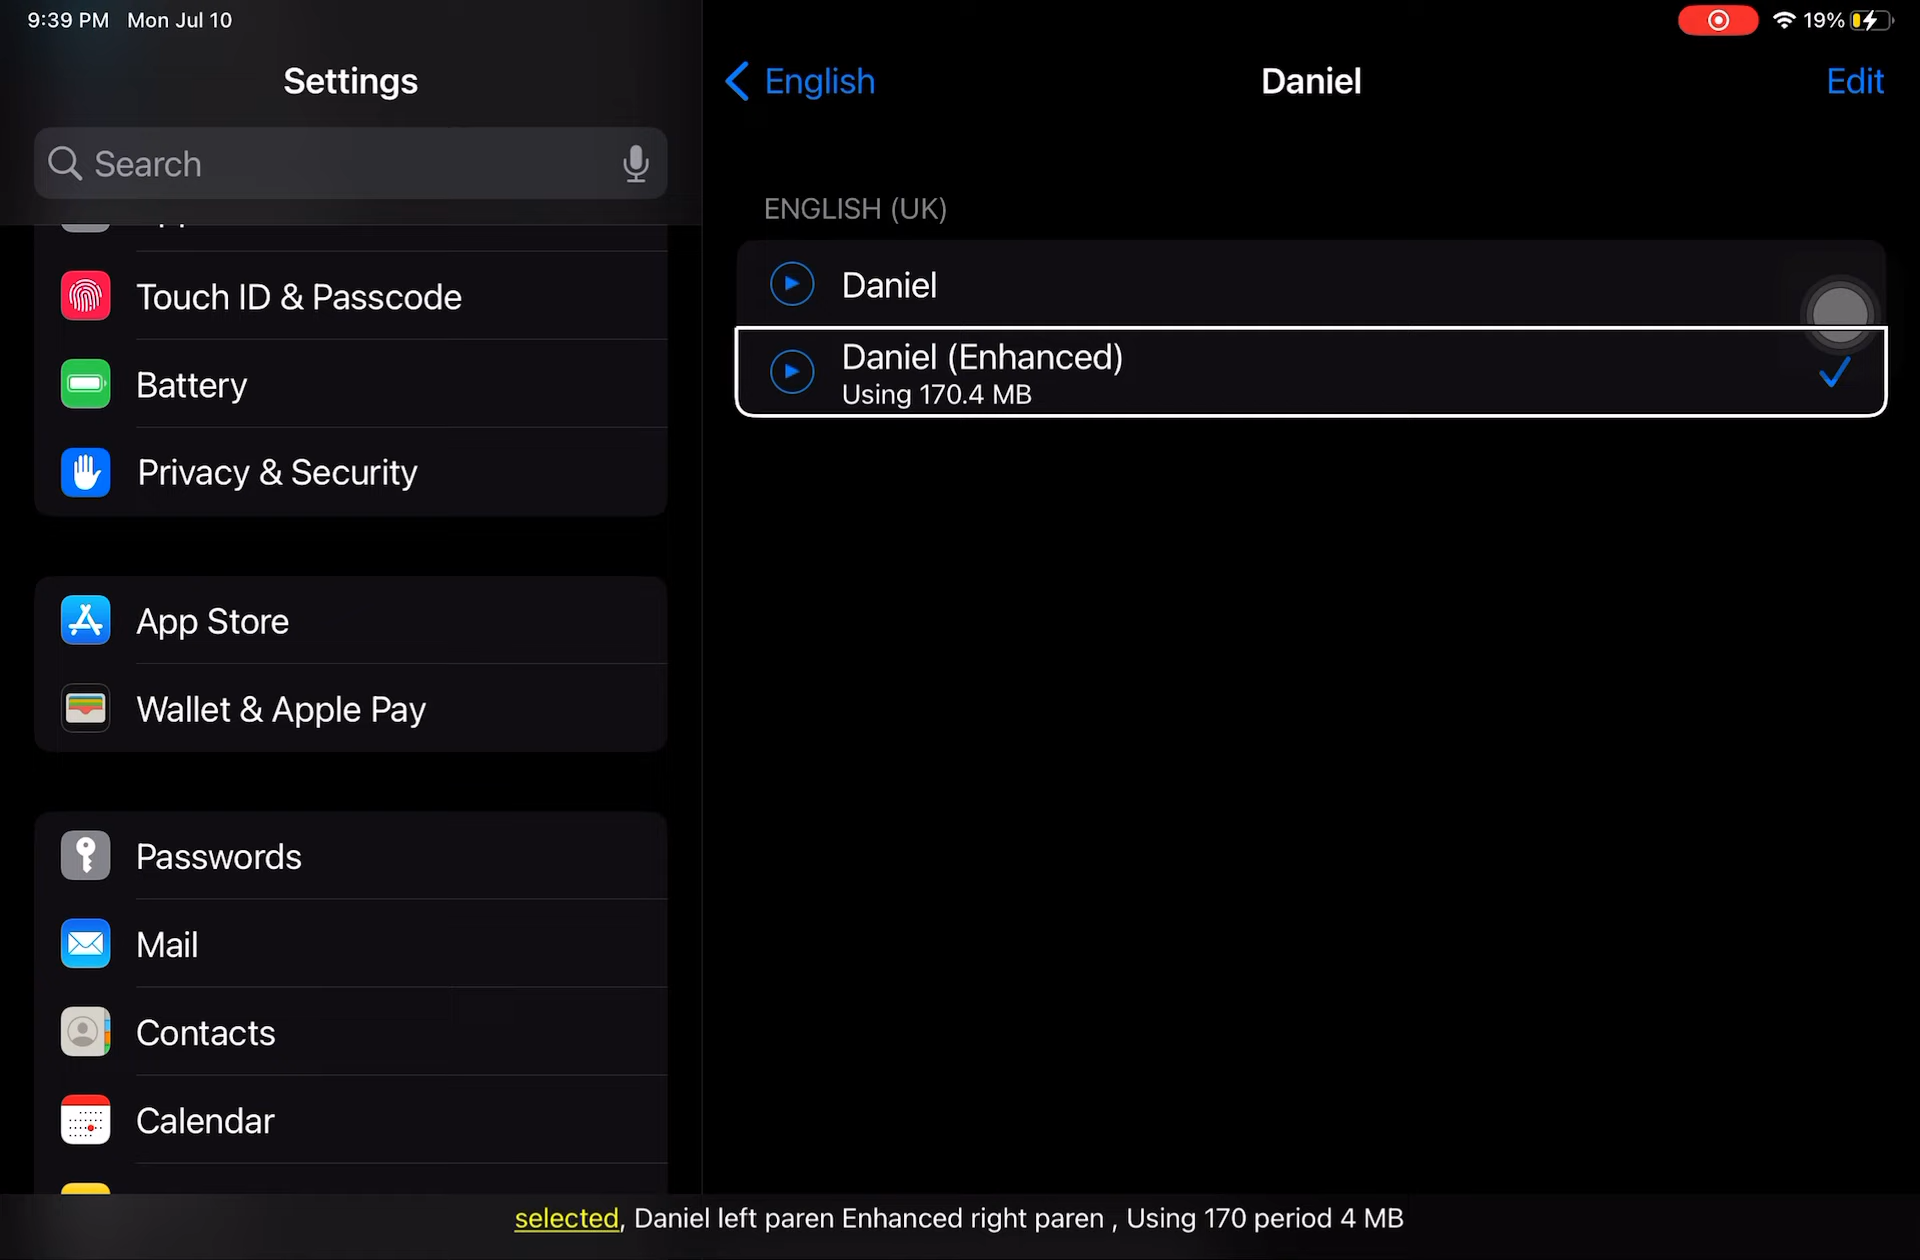 9:39 PM Mon Jul 10
19%
Settings
Search
Touch ID & Passcode
Battery
Privacy & Security
App Store
Wallet & Apple Pay
Passwords
Mail
Contacts
Calendar
English
Daniel
Edit
ENGLISH (UK)
Daniel
Daniel (Enhanced)
Using 170.4 MB
selected, Daniel left paren Enhanced right paren , Using 170 period 4 MB